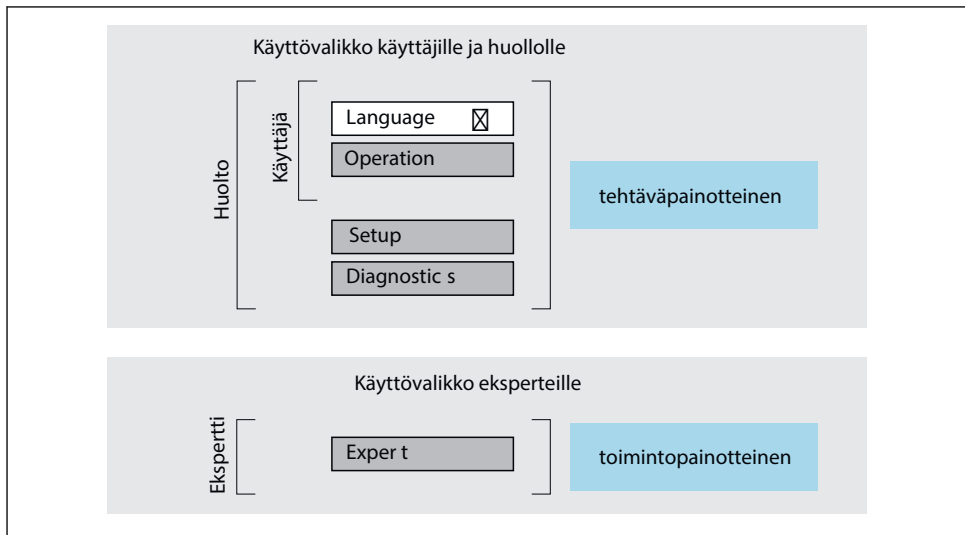 Käyttövalikko käyttäjille ja huollolle
Huolto
Käyttäjä
Language
Operation
Setup
Diagnostic s
tehtäväpainotteinen
Käyttövalikko eksperteille
Ekspertti
Exper t
toimintopainotteinen